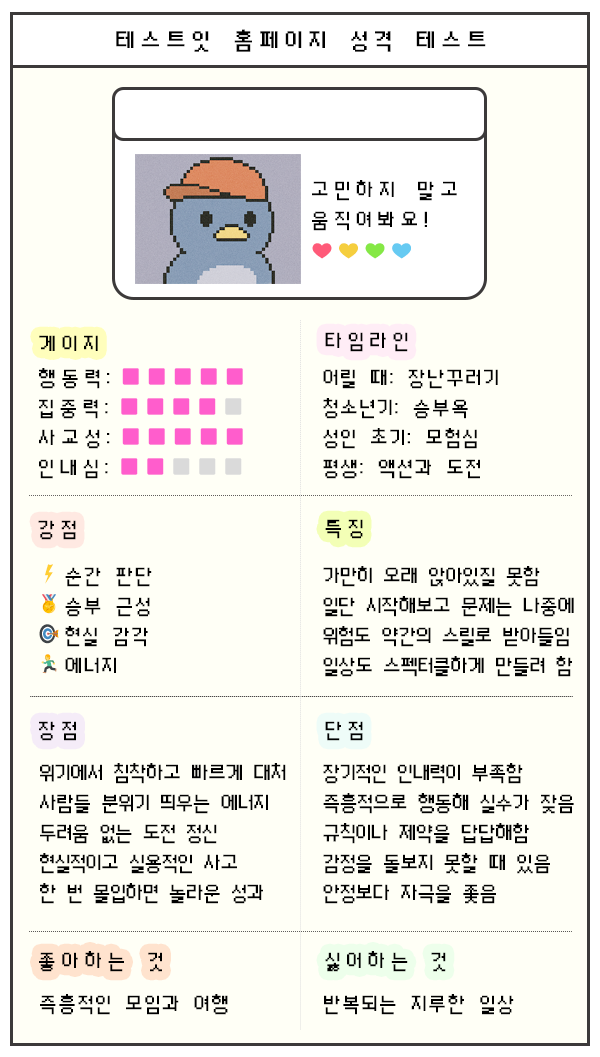 테스트잇 홈페이지 성격 테스트
고민하지 말고
움직여봐요!
게이지
행동력:
집중력:
사교성:
인내심:
타임라인
어릴 때: 장난꾸러기
청소년기: 승부욕
성인 초기: 모험심
평생: 액션과 도전
강점
순간 판단
승부 근성
현실 감각
에너지
특징
가만히 오래 앉아있질 못함
일단 시작해보고 문제는 나중에
위험도 약간의 스릴로 받아들임
일상도 스펙터클하게 만들려 함
장점
위기에서 침착하고 빠르게 대처
사람들 분위기 띄우는 에너지
두려움 없는 도전 정신
현실적이고 실용적인 사고
한 번 몰입하면 놀라운 성과
단점
장기적인 인내력이 부족함
즉흥적으로 행동해 실수가 잦음
규칙이나 제약을 답답해함
감정을 돌보지 못할 때 있음
안정보다 자극을 좇음
좋아하는 것
즉흥적인 모임과 여행
싫어하는 것
반복되는 지루한 일상